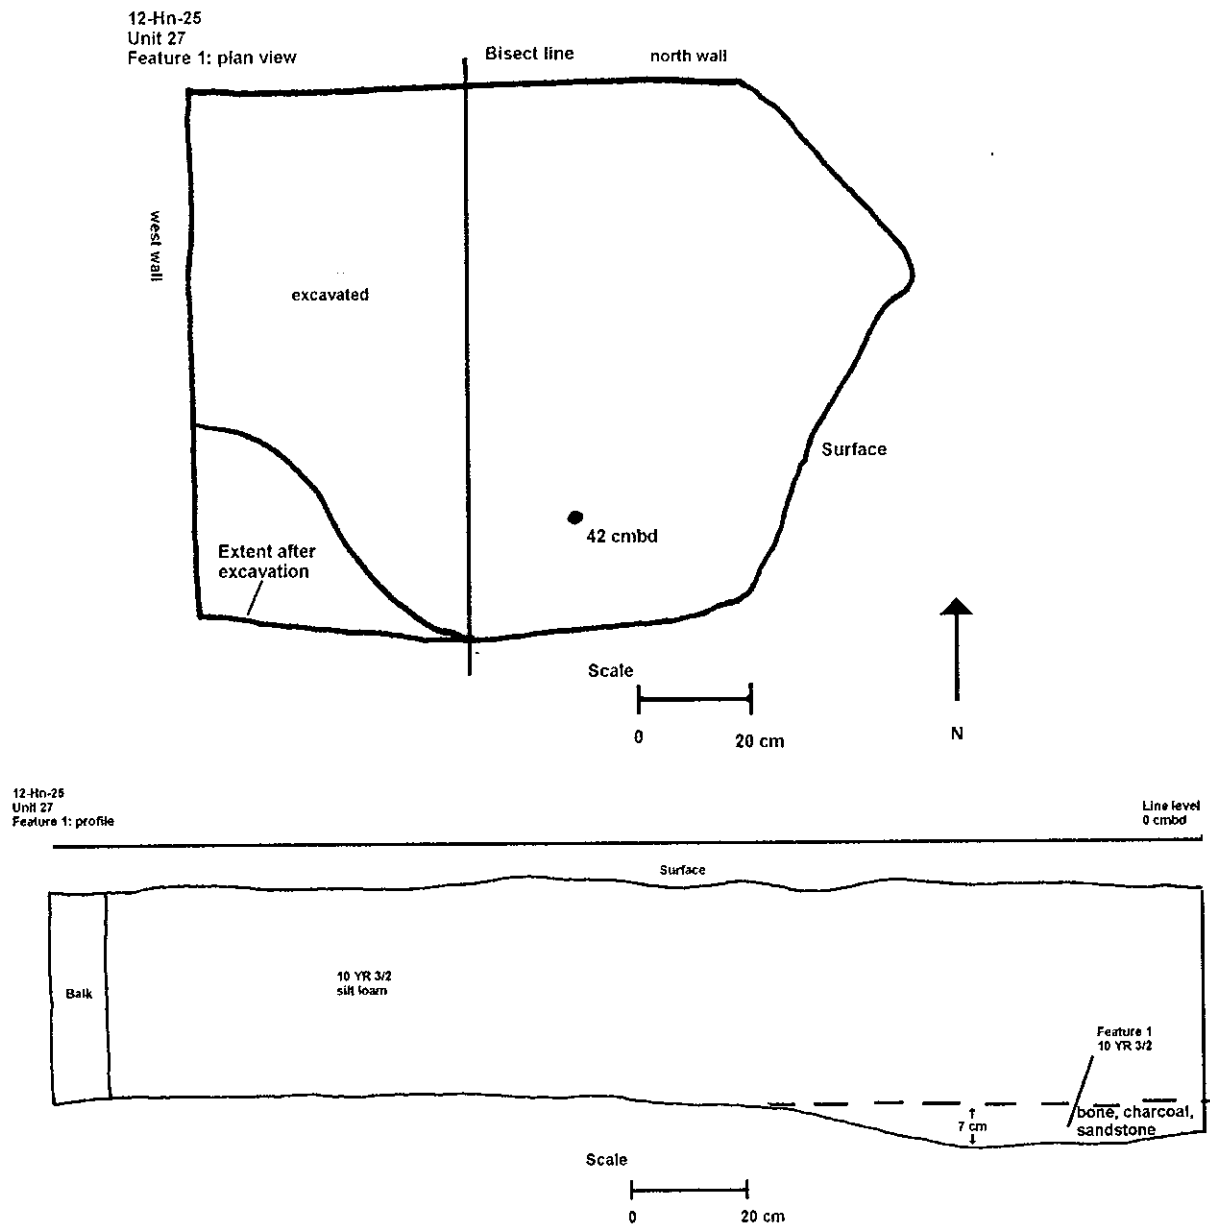 12-Hn-25
Unit 27
Feature 1: plan view
Bisect line
north wall
west wall
excavated
Surface
42 cmbd
Extent after
excavation
Scale
0
20 cm
N
12-Hn-25
Unit 27
Feature 1: profile
Line level
0 cmbd
Surface
Balk
10 YR 3/2
silt loam
Feature 1
10 YR 3/2
7 cm
bone, charcoal,
sandstone
Scale
0
20 cm